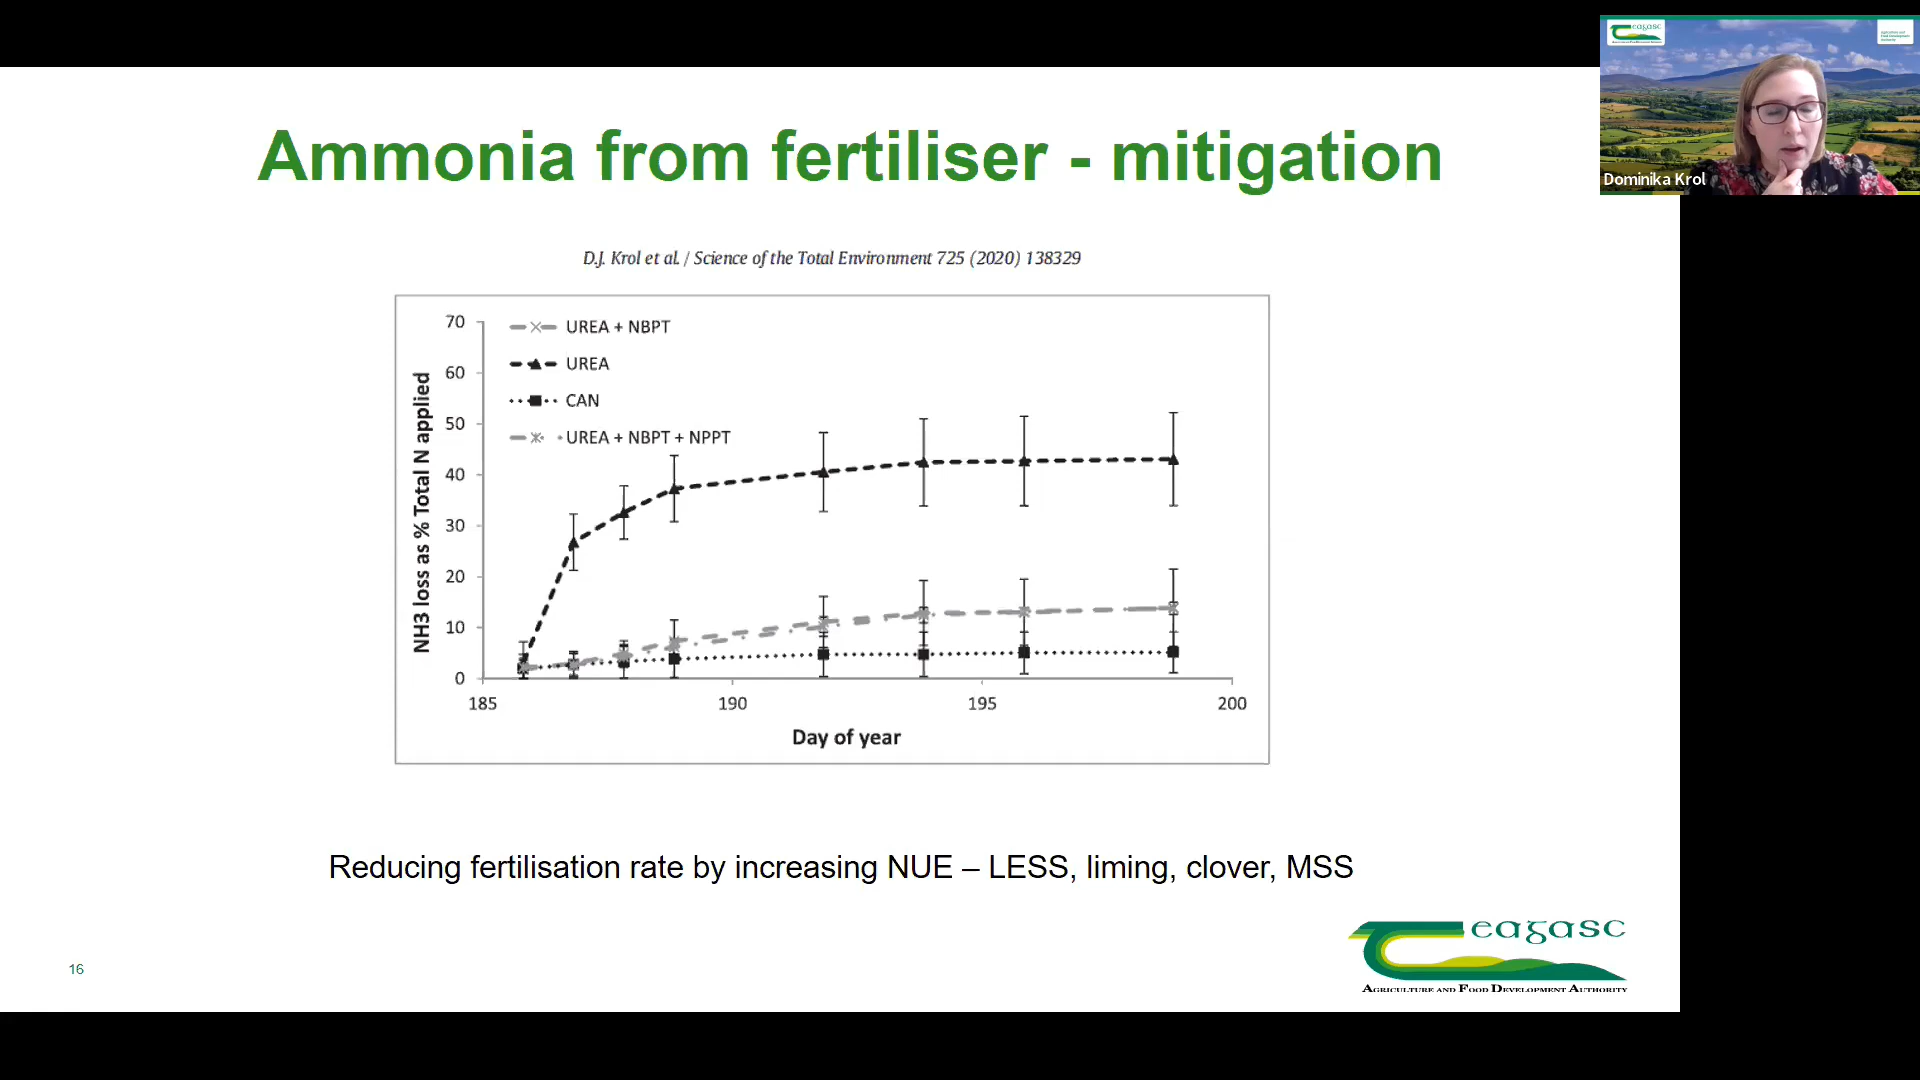 Ammonia from fertiliser - mitigation
eagasc
Dominika Krol
D.J. Krol et al. / Science of the Total Environment 725 (2020) 138329
NH3 loss as % Total N applied
70
60
50
40
30
20
10
0
UREA + NBPT
UREA
CAN
UREA + NBPT + NPPT
185
190
195
200
Day of year
Reducing fertilisation rate by increasing NUE – LESS, liming, clover, MSS
eagasc
AGRICULTURE AND FOOD DEVELOPMENT AUTHORITY
16